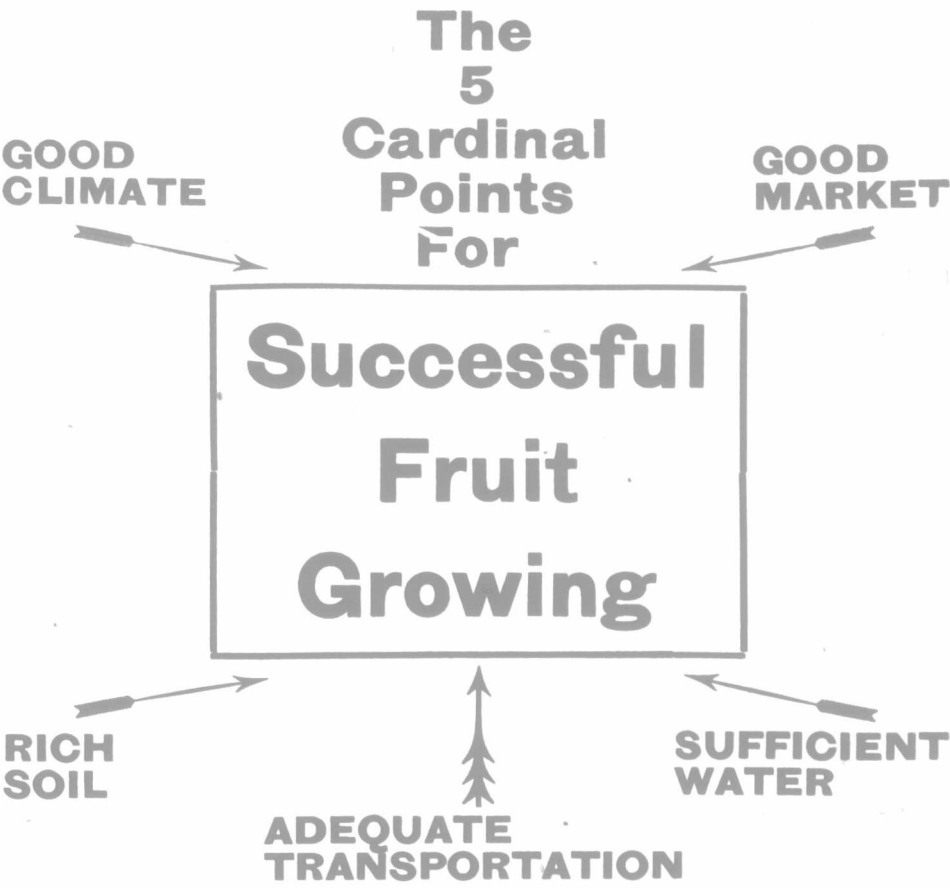 The
5
Cardinal
Points
For
GOOD
CLIMATE
GOOD
MARKET
Successful
Fruit
Growing
RICH
SOIL
SUFFICIENT
WATER
ADEQUATE
TRANSPORTATION